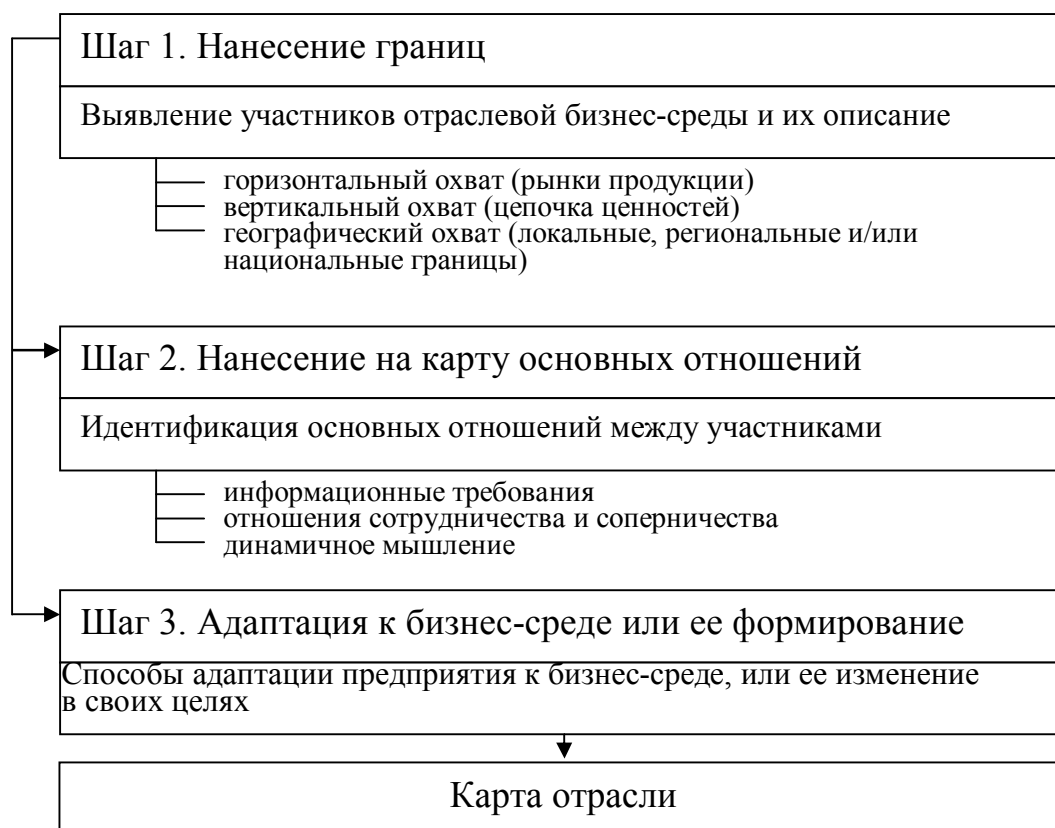 Шаг 1. Нанесение границ
Выявление участников отраслевой бизнес-среды и их описание
горизонтальный охват (рынки продукции)
вертикальный охват (цепочка ценностей)
географический охват (локальные, региональные и/или
национальные границы)
Шаг 2. Нанесение на карту основных отношений
Идентификация основных отношений между участниками
информационные требования
отношения сотрудничества и соперничества
динамичное мышление
Шаг 3. Адаптация к бизнес-среде или ее формирование
Способы адаптации предприятия к бизнес-среде, или ее изменение
в своих целях
Карта отрасли